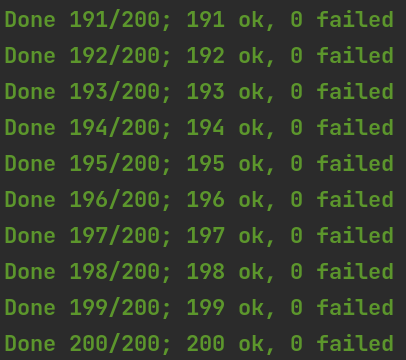 Done 191/200; 191 ok, 0 failed
Done 192/200; 192 ok, 0 failed
Done 193/200; 193 ok, 0 failed
Done 194/200; 194 ok, 0 failed
Done 195/200; 195 ok, 0 failed
Done 196/200; 196 ok, 0 failed
Done 197/200; 197 ok, 0 failed
Done 198/200; 198 ok, 0 failed
Done 199/200; 199 ok, 0 failed
Done 200/200; 200 ok, 0 failed